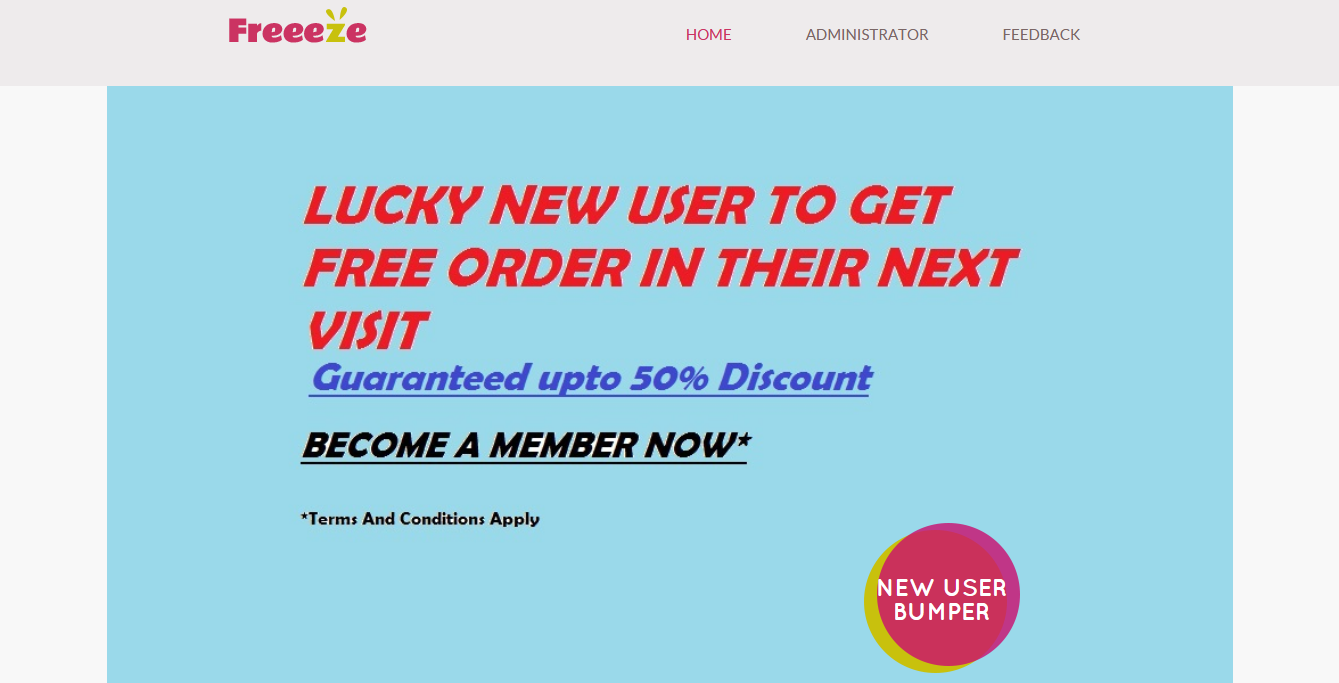 Freeeze
HOME ADMINISTRATOR FEEDBACK
LUCKY NEW USER TO GET
FREE ORDER IN THEIR NEXT
VISIT
Guaranteed upto 50% Discount
BECOME A MEMBER NOW*
*Terms And Conditions Apply
NEW USER
BUMPER